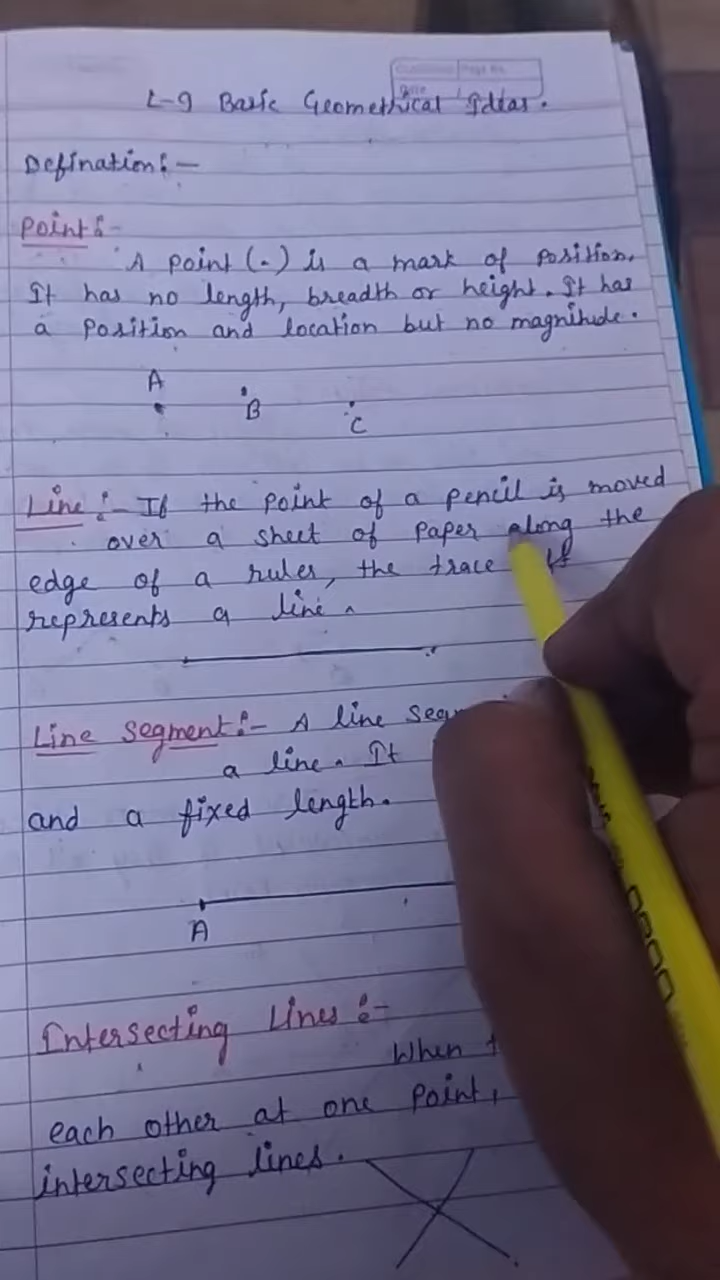 L-9 Basic Geometrical Ideas.
Defination:-
Point:-
A point (.) is a mark of position.
It has no length, breadth or height. It has
a position and location but no magnitude.
A
B
C
Line:- If the point of a pencil is moved
over a sheet of paper along the
edge of a ruler, the trace
represents a line.
Line segment:- A line
a line. It
and a fixed length.
A
Intersecting Lines:-
When
each other at one point,
intersecting lines.